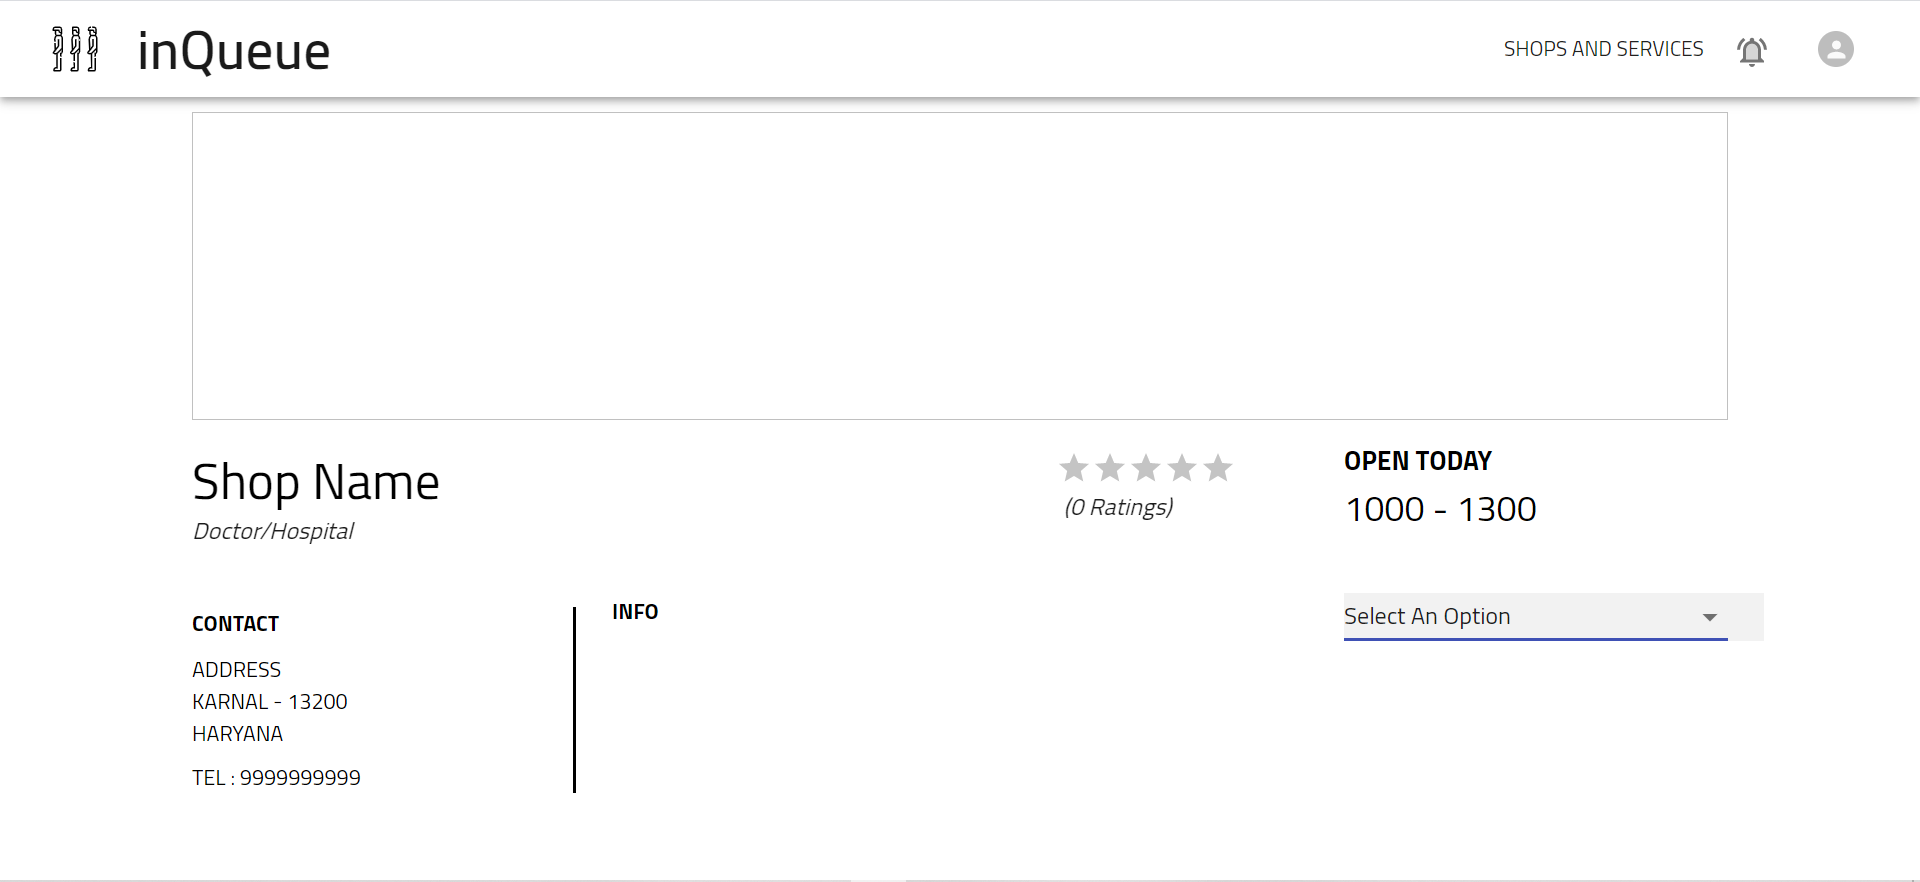 inQueue
SHOPS AND SERVICES
Shop Name
Doctor/Hospital
(0 Ratings)
OPEN TODAY
1000 - 1300
CONTACT
ADDRESS
KARNAL - 13200
HARYANA
TEL : 9999999999
INFO
Select An Option